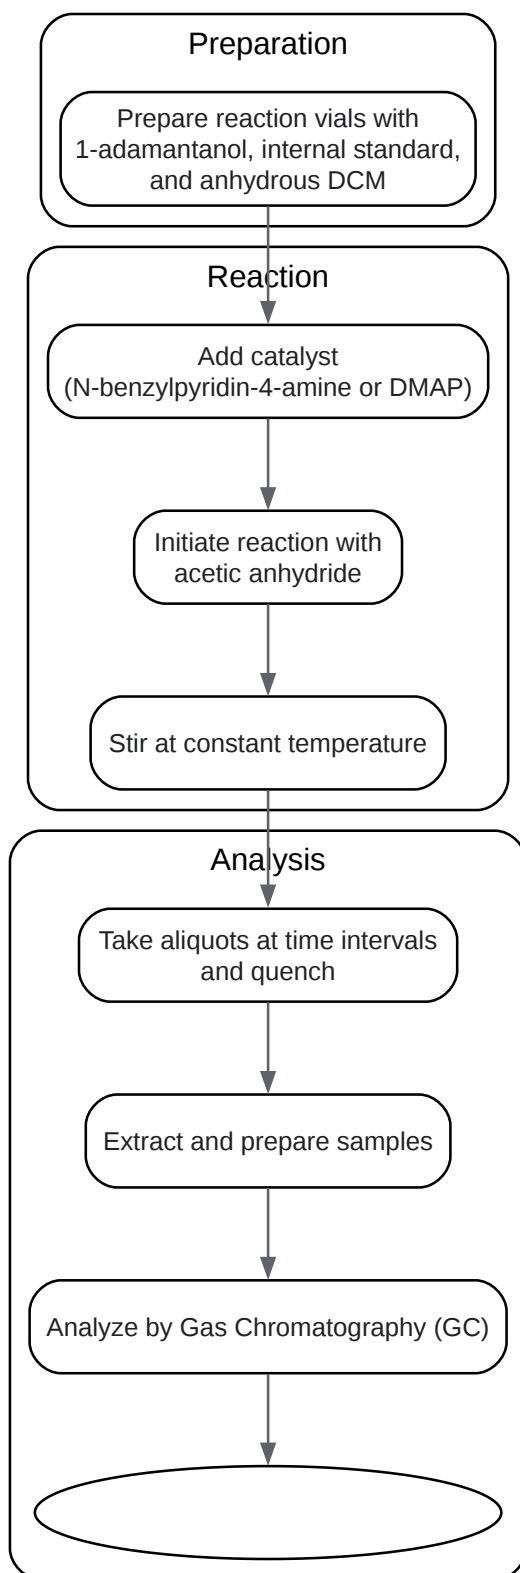 Preparation
Prepare reaction vials with
1-adamantanol, internal standard,
and anhydrous DCM
Reaction
Add catalyst
(N-benzylpyridin-4-amine or DMAP)
Initiate reaction with
acetic anhydride
Stir at constant temperature
Analysis
Take aliquots at time intervals
and quench
Extract and prepare samples
Analyze by Gas Chromatography (GC)